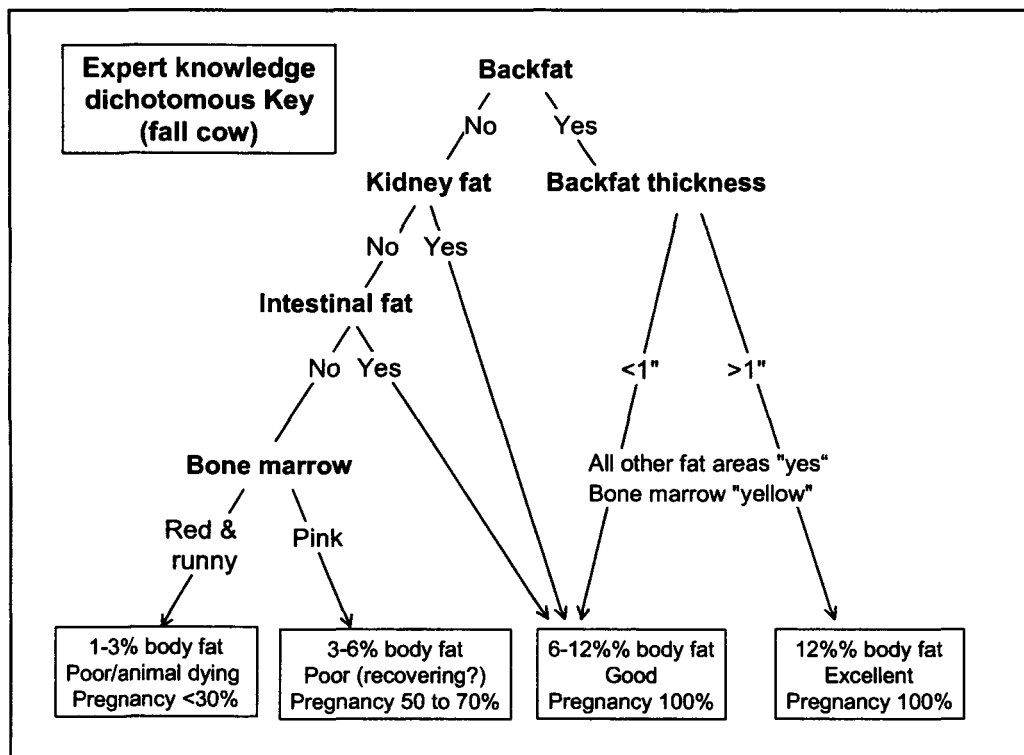 Expert knowledge
dichotomous Key
(fall cow)
Backfat
No Yes
Kidney fat
Backfat thickness
No Yes
Intestinal fat
No Yes
<1" >1"
Bone marrow
All other fat areas "yes"
Bone marrow "yellow"
Red &
runny
Pink
1-3% body fat
Poor/animal dying
Pregnancy <30%
3-6% body fat
Poor (recovering?)
Pregnancy 50 to 70%
6-12%% body fat
Good
Pregnancy 100%
12%% body fat
Excellent
Pregnancy 100%